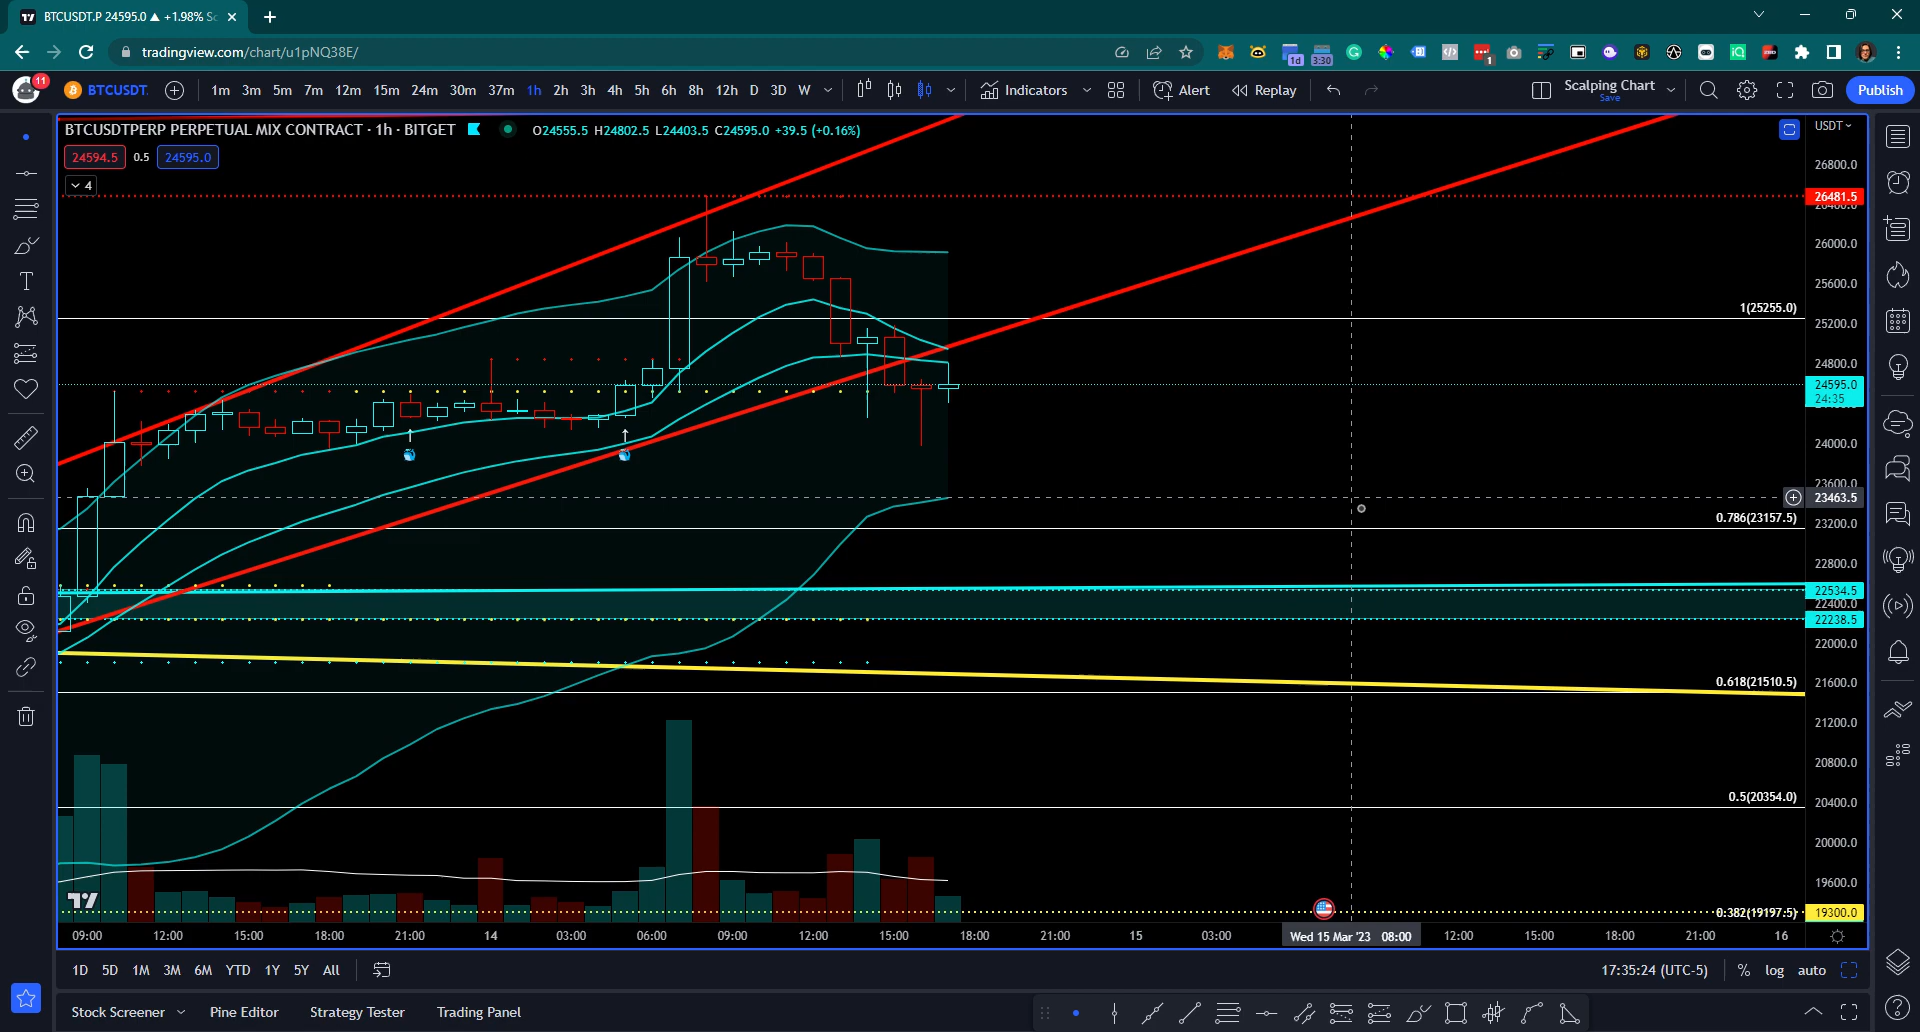 BTCUSDT.P 24595.0 ▲ +1.98% Sc
tradingview.com/chart/u1pNQ38E/
1d
3:30
1
11
BTCUSDT.
1m 3m 5m 7m 12m 15m 24m 30m 37m 1h 2h 3h 4h 5h 6h 8h 12h D 3D W
Indicators
Alert
Replay
Scalping Chart
Save
Publish
BTCUSDTPERP PERPETUAL MIX CONTRACT · 1h · BITGET
O24555.5 H24802.5 L24403.5 C24595.0 +39.5 (+0.16%)
USDT
24594.5 0.5 24595.0
4
26800.0
26481.5
26000.0
25600.0
1(25255.0)
25200.0
24800.0
24595.0
24:35
24000.0
23600.0
23463.5
0.786(23157.5)
23200.0
22800.0
22534.5
22400.0
22238.5
22000.0
0.618(21510.5)
21600.0
21200.0
20800.0
0.5(20354.0)
20400.0
20000.0
19600.0
0.382(19197.5)
19300.0
09:00 12:00 15:00 18:00 21:00 14 03:00 06:00 09:00 12:00 15:00 18:00 21:00 15 03:00 Wed 15 Mar '23 08:00 12:00 15:00 18:00 21:00 16
1D 5D 1M 3M 6M YTD 1Y 5Y All
17:35:24 (UTC-5)
% log auto
Stock Screener
Pine Editor
Strategy Tester
Trading Panel